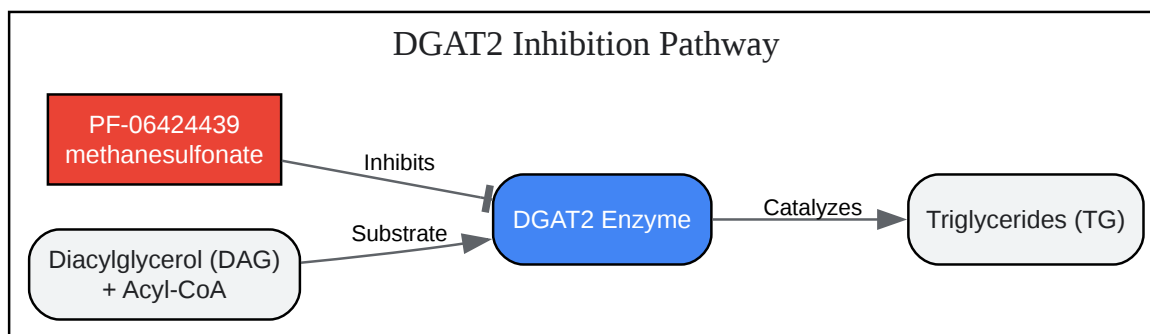 DGAT2 Inhibition Pathway
PF-06424439
methanesulfonate
Inhibits
DGAT2 Enzyme
Catalyzes
Triglycerides (TG)
Substrate
Diacylglycerol (DAG)
+ Acyl-CoA